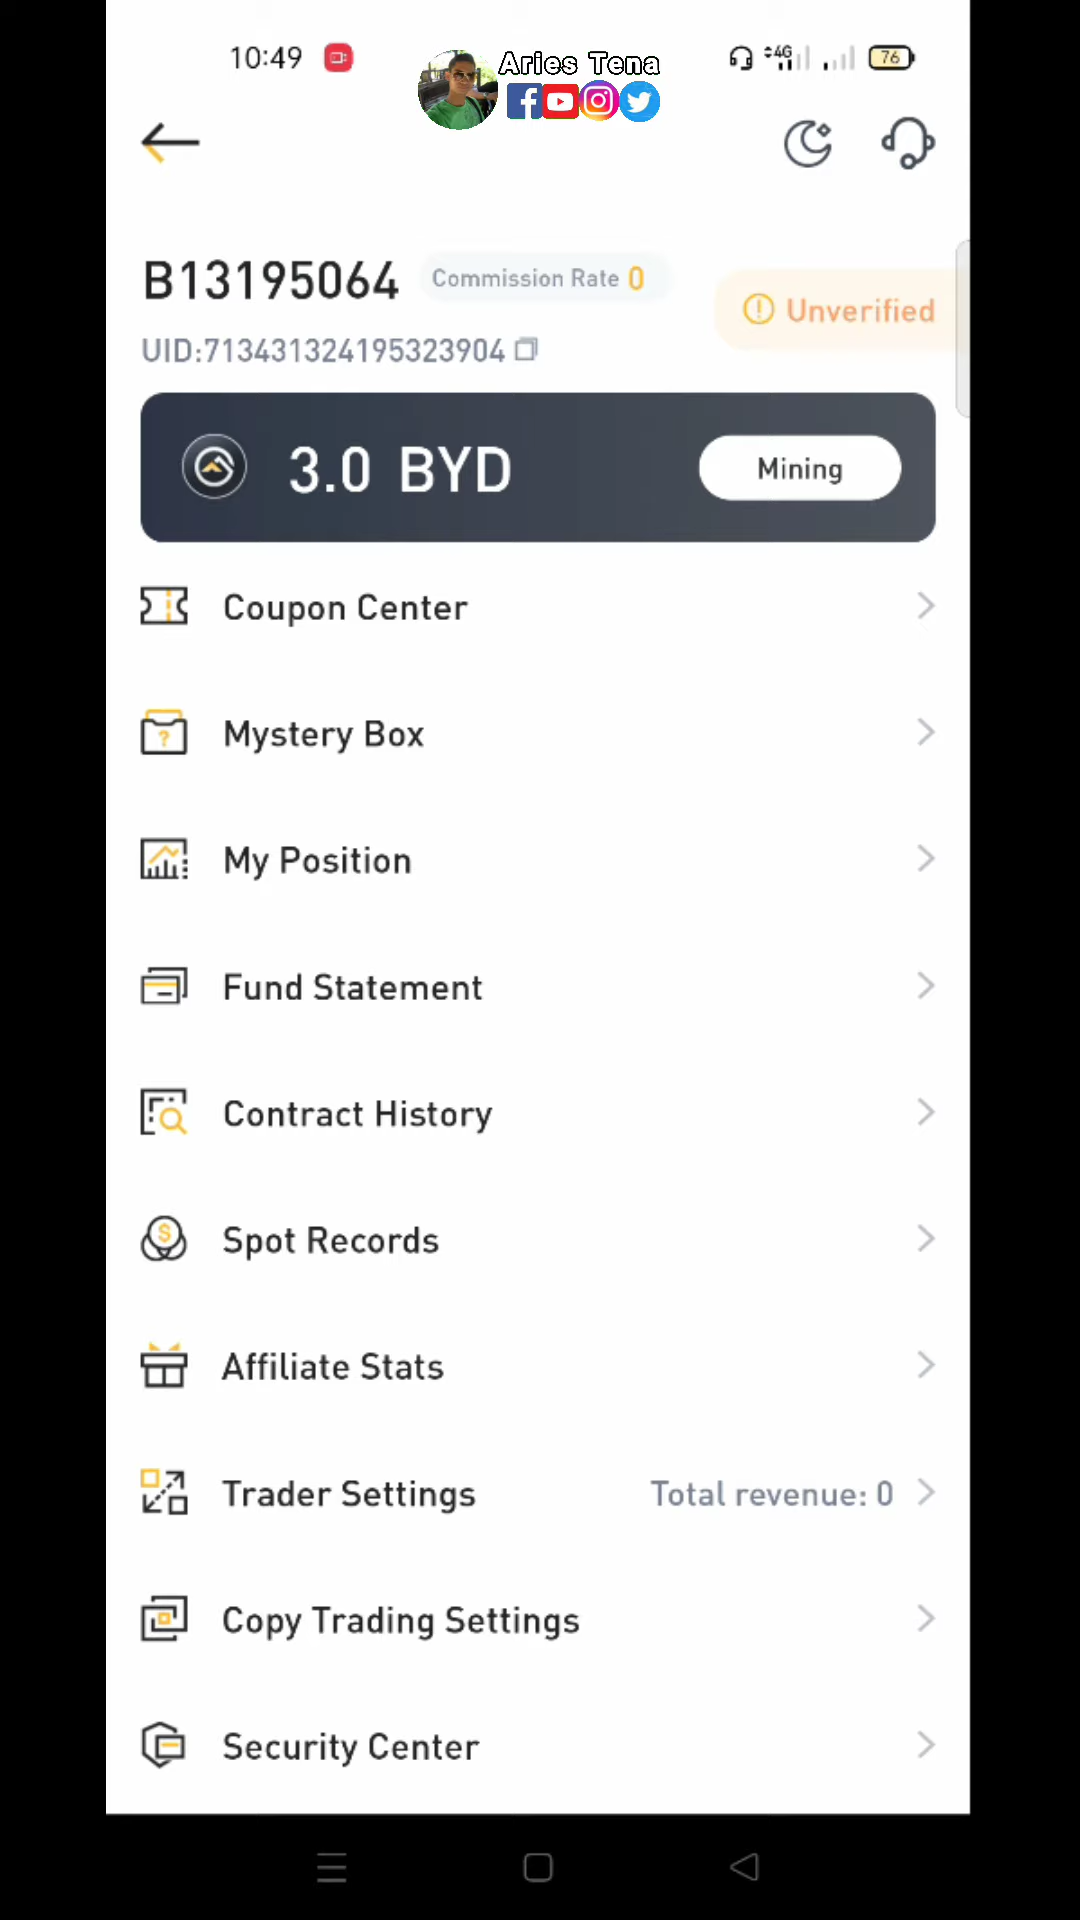 10:49
Aries Tena
4G
76
B13195064
Commission Rate 0
Unverified
UID:713431324195323904
3.0 BYD
Mining
Coupon Center
Mystery Box
My Position
Fund Statement
Contract History
Spot Records
Affiliate Stats
Trader Settings
Total revenue: 0
Copy Trading Settings
Security Center